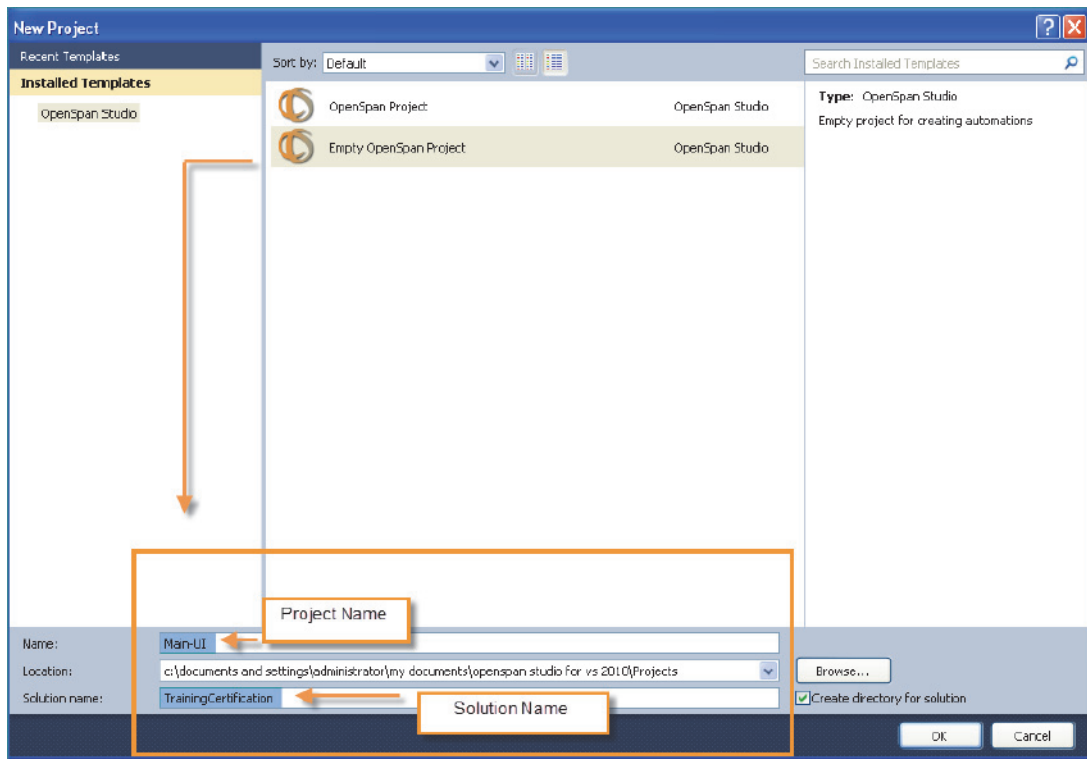 New Project
Recent Templates
Installed Templates
OpenSpan Studio
Sort by: Default
Search Installed Templates
OpenSpan Project OpenSpan Studio
Empty OpenSpan Project OpenSpan Studio
Type: OpenSpan Studio
Empty project for creating automations
Project Name
Name: Main-UI
Location: c:\documents and settings\administrator\my documents\openspan studio for vs 2010\Projects
Browse...
Solution name: TrainingCertification
Solution Name
Create directory for solution
OK Cancel